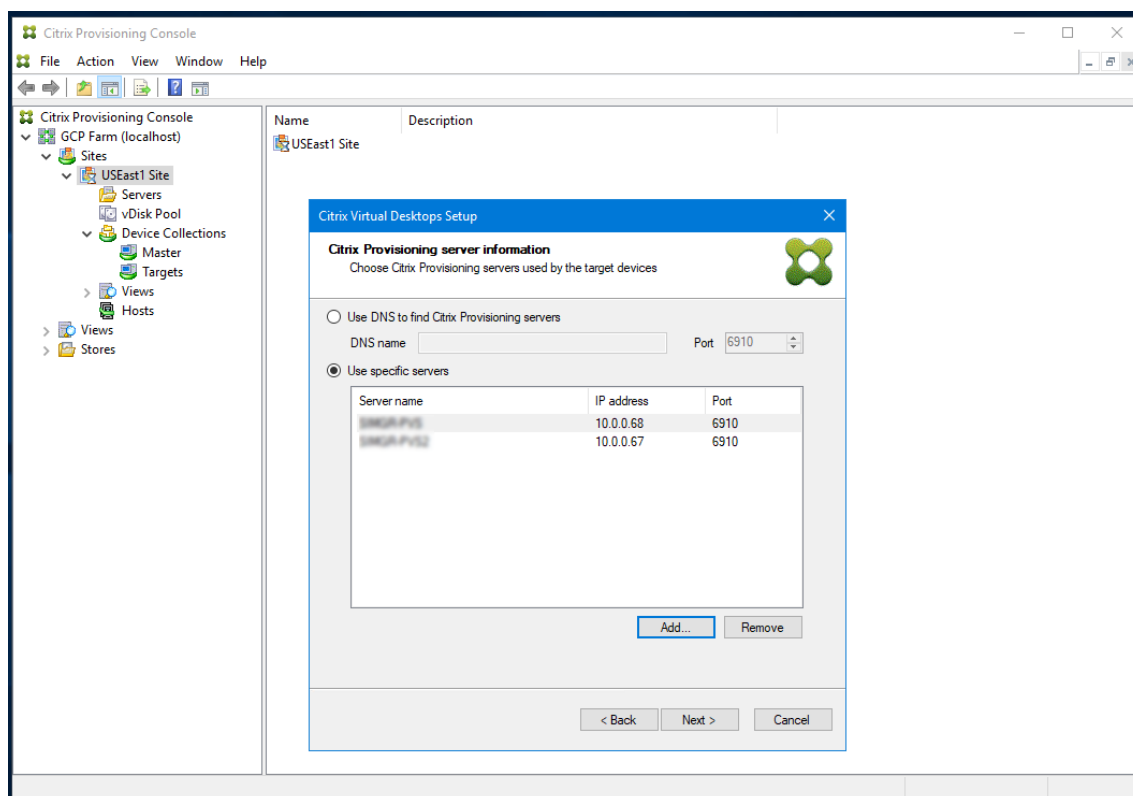 Citrix Provisioning Console
File Action View Window Help
Citrix Provisioning Console
GCP Farm (localhost)
Sites
USEast1 Site
Servers
vDisk Pool
Device Collections
Master
Targets
Views
Hosts
Views
Stores
Name Description
USEast1 Site
Citrix Virtual Desktops Setup
Citrix Provisioning server information
Choose Citrix Provisioning servers used by the target devices
Use DNS to find Citrix Provisioning servers
DNS name Port 6910
Use specific servers
Server name IP address Port
10.0.0.68 6910
10.0.0.67 6910
Add... Remove
< Back Next > Cancel